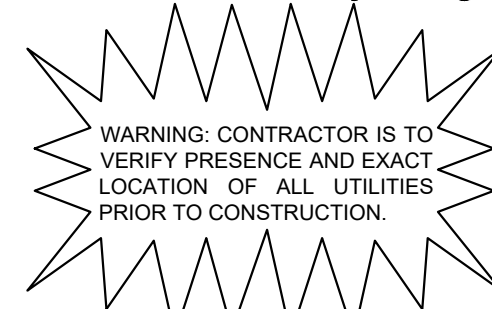 WARNING: CONTRACTOR IS TO
VERIFY PRESENCE AND EXACT
LOCATION OF ALL UTILITIES
PRIOR TO CONSTRUCTION.